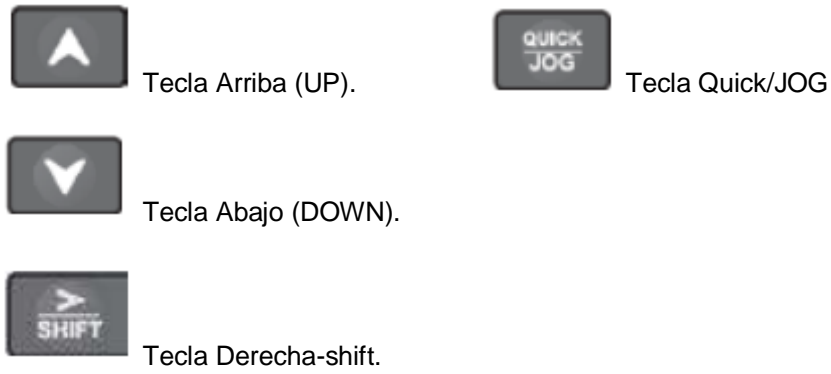 Tecla Arriba (UP).
QUICK
JOG
Tecla Quick/JOG
Tecla Abajo (DOWN).
SHIFT
Tecla Derecha-shift.